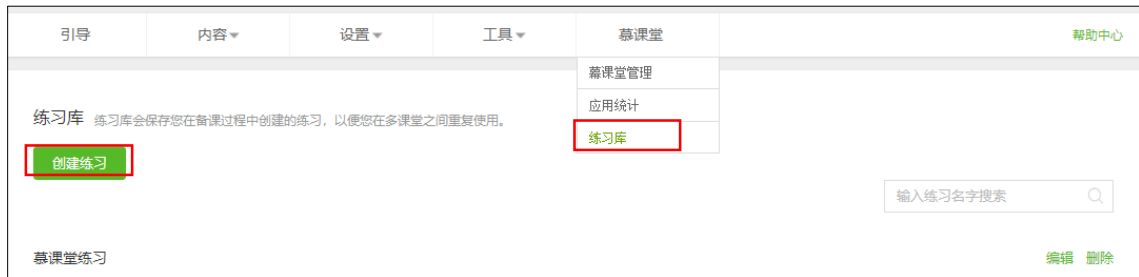 引导 内容 设置 工具 慕课堂 帮助中心
幕课堂管理
应用统计
练习库
练习库 练习库会保存您在备课过程中创建的练习，以便您在多课堂之间重复使用。
创建练习
输入练习名字搜索
慕课堂练习 编辑 删除